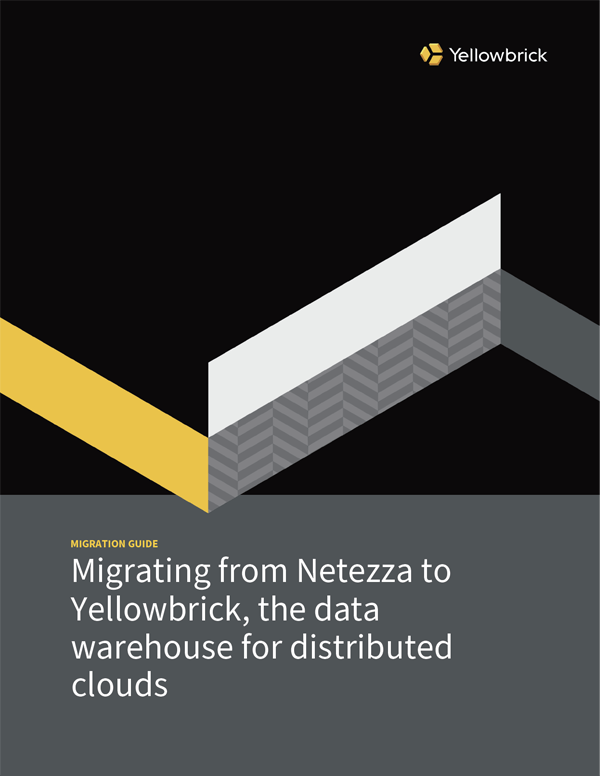 Yellowbrick
MIGRATION GUIDE
Migrating from Netezza to
Yellowbrick, the data
warehouse for distributed
clouds